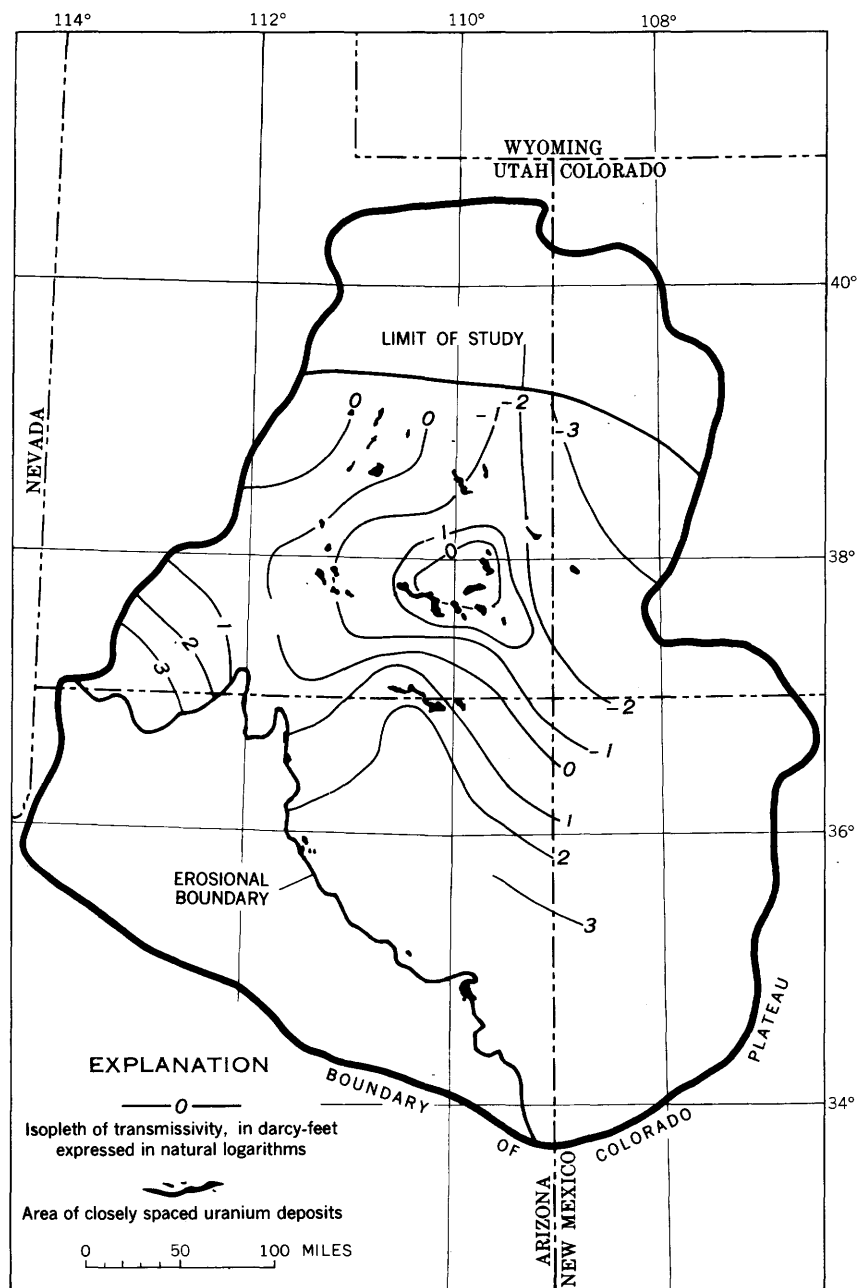 114° 112° 110° 108°
WYOMING
UTAH COLORADO
40°
LIMIT OF STUDY
0 0 -1 -2
-3
NEVADA
-1
0
38°
1
2
3
-2
-1
0
1
2
36°
EROSIONAL
BOUNDARY
3
EXPLANATION
0
Isopleth of transmissivity, in darcy-feet
expressed in natural logarithms
Area of closely spaced uranium deposits
0 50 100 MILES
BOUNDARY OF COLORADO PLATEAU
34°
ARIZONA
NEW MEXICO